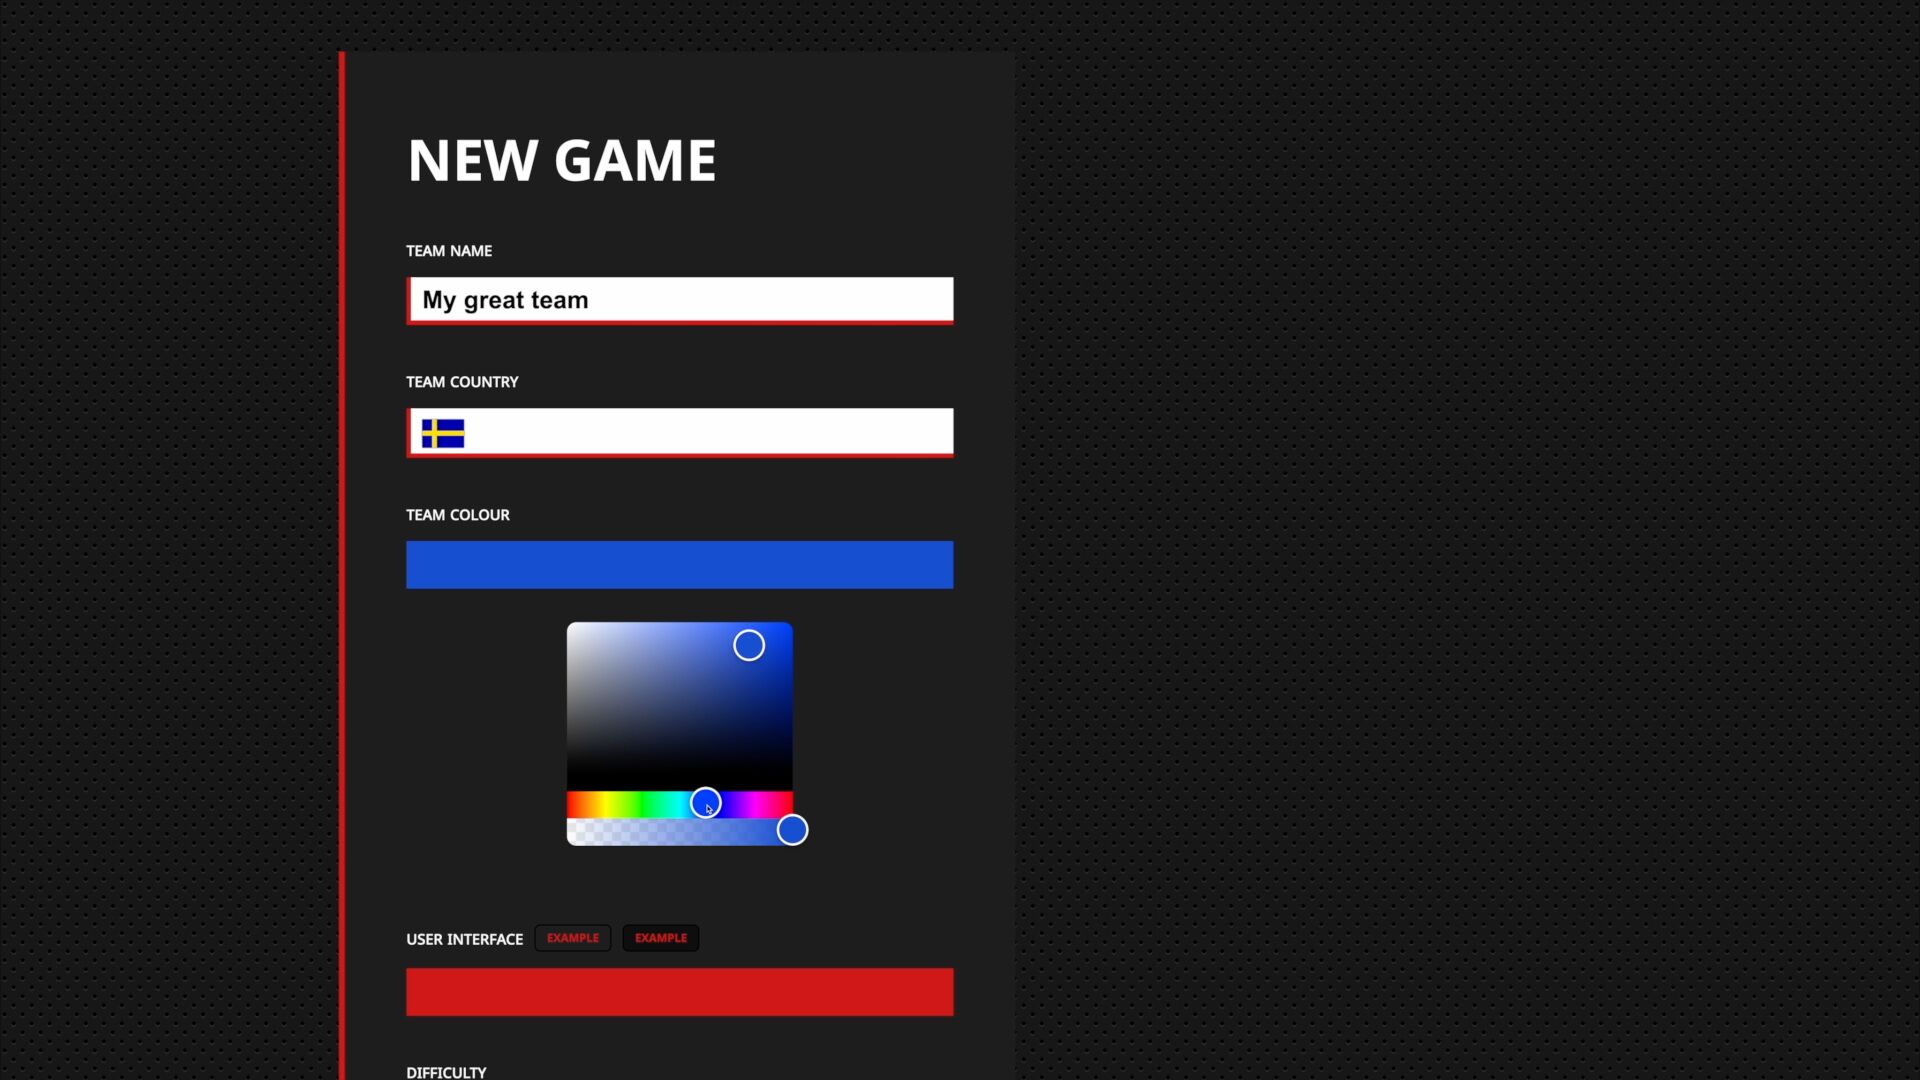 NEW GAME
TEAM NAME
My great team
TEAM COUNTRY
TEAM COLOUR
USER INTERFACE EXAMPLE EXAMPLE
DIFFICULTY